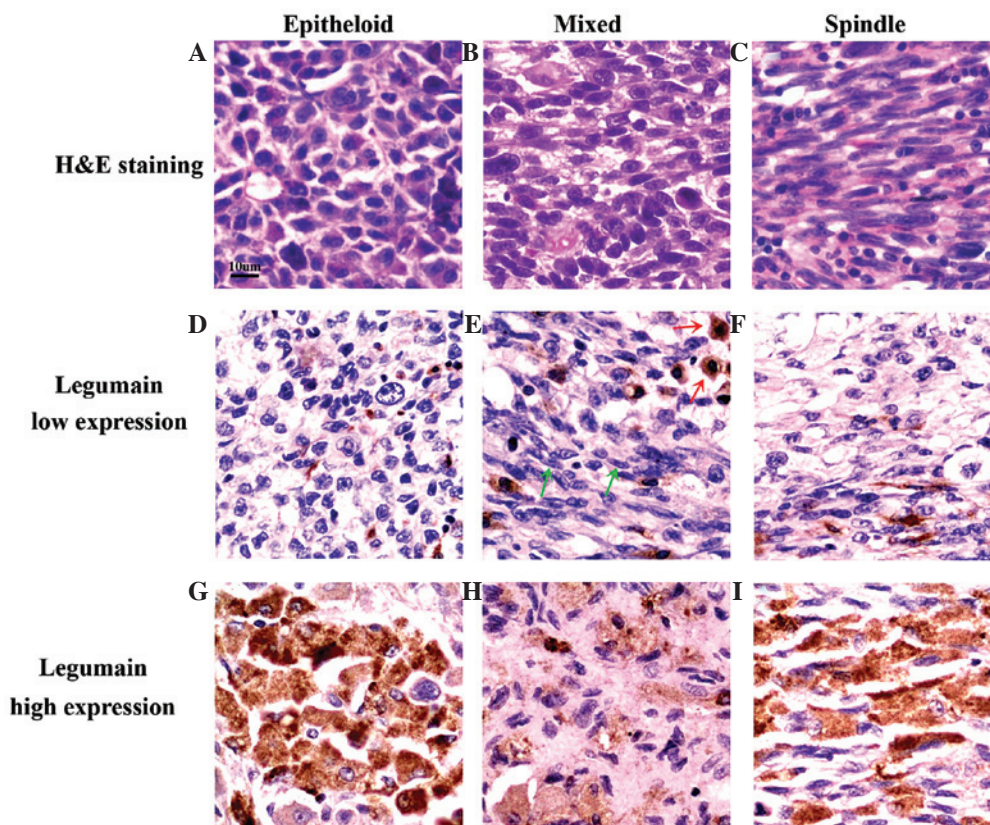 Epitheloid Mixed Spindle
A B C
H&E staining
10um
D E F
Legumain
low expression
G H I
Legumain
high expression